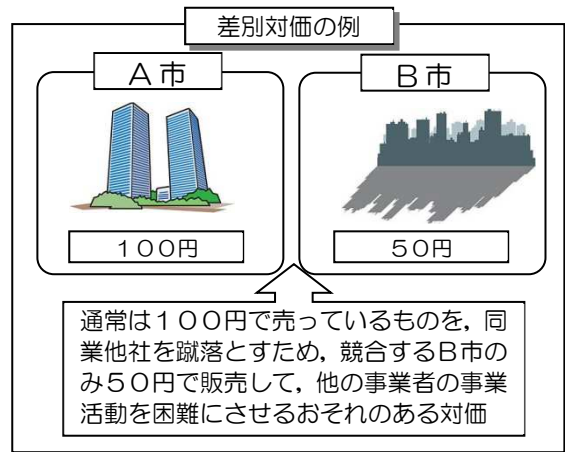 差別対価の例
A市
B市
100円
50円
通常は100円で売っているものを,同
業他社を蹴落とすため,競合するB市の
み50円で販売して,他の事業者の事業
活動を困難にさせるおそれのある対価